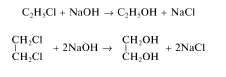 C₂H₅Cl + NaOH → C₂H₅OH + NaCl
CH₂Cl CH₂OH
| + 2NaOH → | + 2NaCl
CH₂Cl CH₂OH